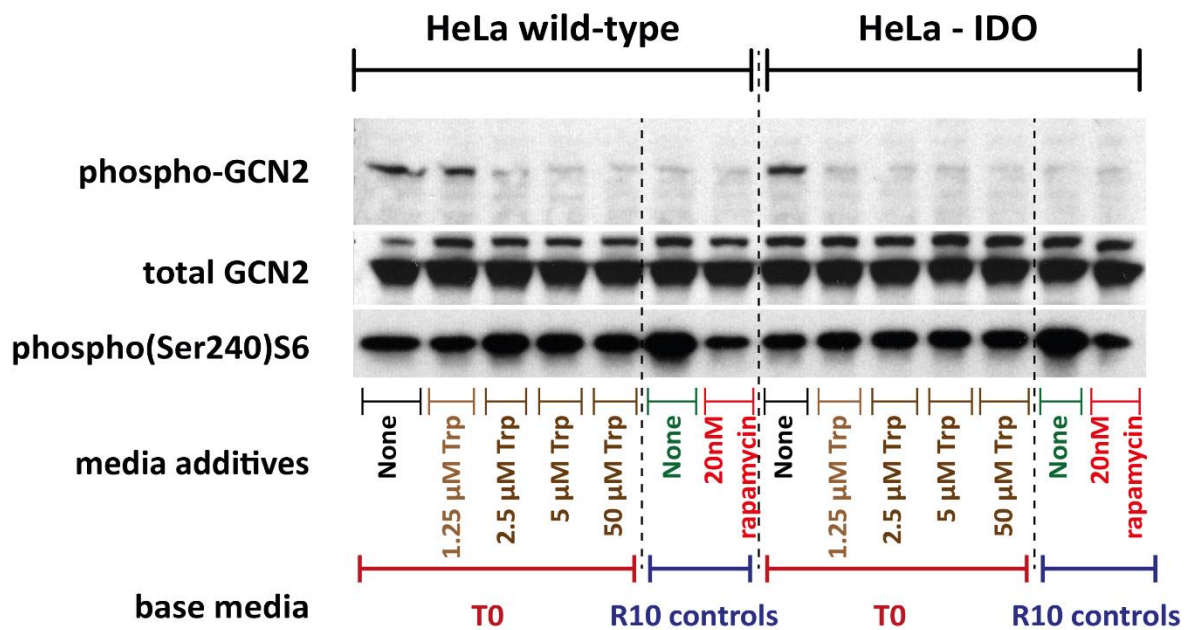 HeLa wild-type HeLa - IDO
phospho-GCN2
total GCN2
phospho(Ser240)S6
media additives
None
1.25 µM Trp
2.5 µM Trp
5 µM Trp
50 µM Trp
None
20nM
rapamycin
None
1.25 µM Trp
2.5 µM Trp
5 µM Trp
50 µM Trp
None
20nM
rapamycin
base media
T0 R10 controls T0 R10 controls